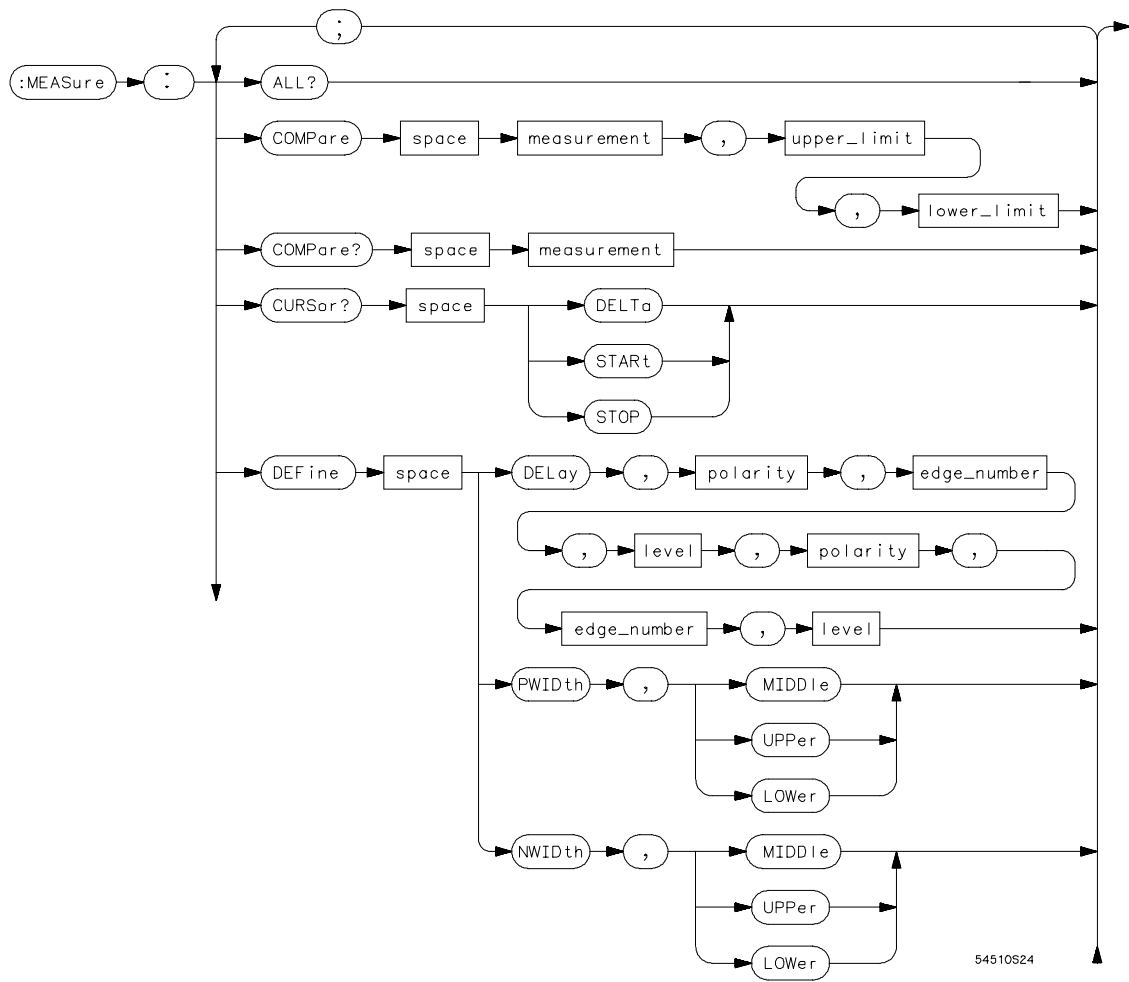 ;
:MEASure : ALL?
COMPare space measurement , upper_limit
, lower_limit
COMPare? space measurement
CURSor? space DELTa
STARt
STOP
DEFine space DELay , polarity , edge_number
, level , polarity ,
edge_number , level
PWIDth , MIDDle
UPPer
LOWer
NWIDth , MIDDle
UPPer
LOWer
54510S24